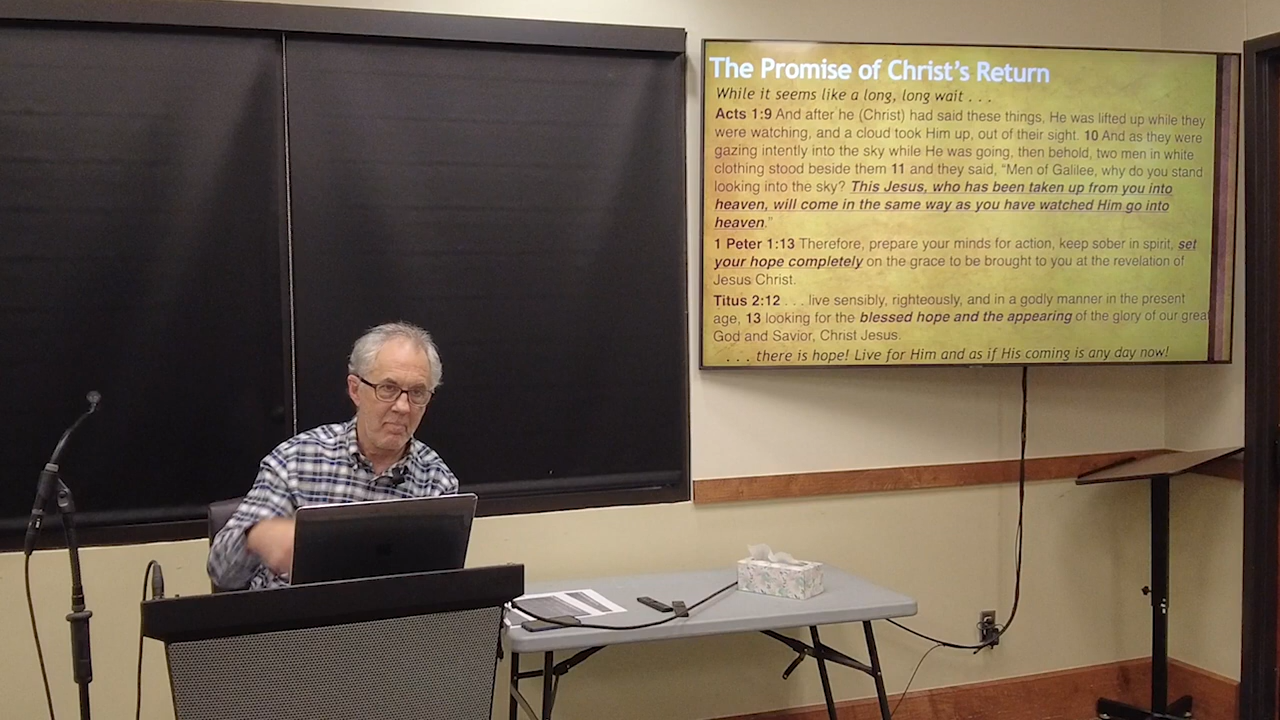 The Promise of Christ's Return
While it seems like a long, long wait . . .
Acts 1:9 And after he (Christ) had said these things, He was lifted up while they
were watching, and a cloud took Him up, out of their sight. 10 And as they were
gazing intently into the sky while He was going, then behold, two men in white
clothing stood beside them 11 and they said, “Men of Galilee, why do you stand
looking into the sky? This Jesus, who has been taken up from you into
heaven, will come in the same way as you have watched Him go into
heaven.”
1 Peter 1:13 Therefore, prepare your minds for action, keep sober in spirit, set
your hope completely on the grace to be brought to you at the revelation of
Jesus Christ.
Titus 2:12 . . . live sensibly, righteously, and in a godly manner in the present
age, 13 looking for the blessed hope and the appearing of the glory of our great
God and Savior, Christ Jesus.
. . . there is hope! Live for Him and as if His coming is any day now!